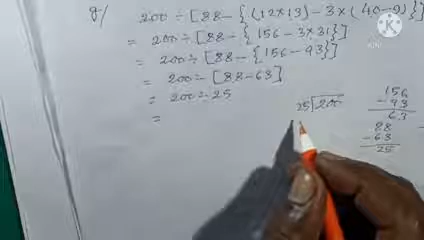 g/ 200 ÷ [88 - { (12×13) - 3×(40-9)}]
= 200 ÷ [88 - {156 - 3×31}]
= 200 ÷ [88 - {156 - 93}]
= 200 ÷ [88 - 63]
= 200 ÷ 25
=
25 200
156
- 93
63
88
- 63
25
KINE